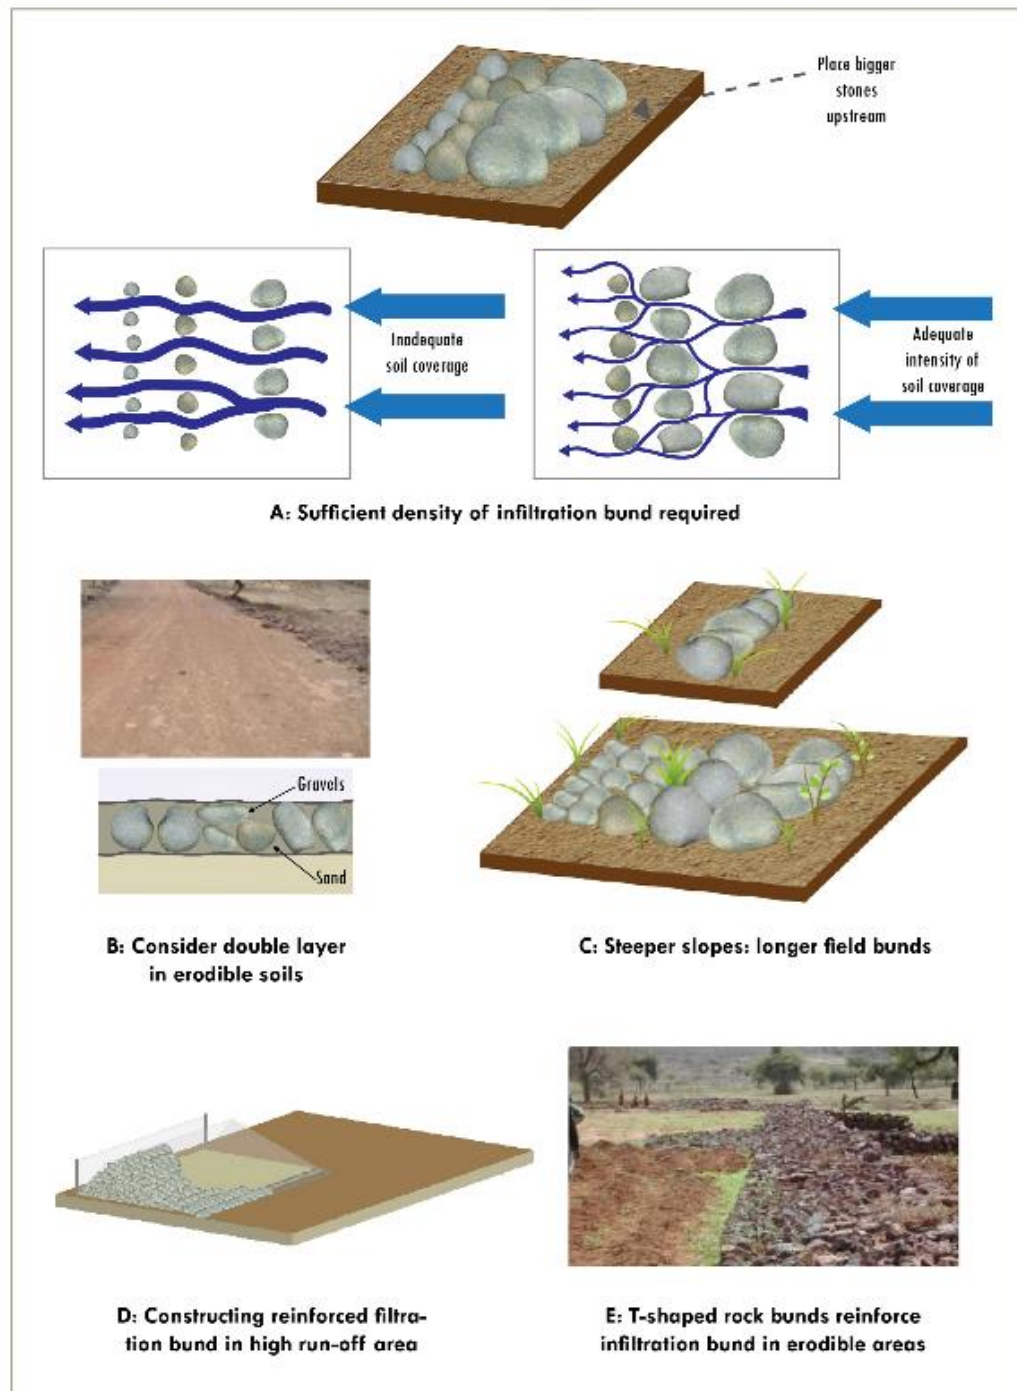 Place bigger
stones
upstream
Inadequate
soil coverage
Adequate
intensity of
soil coverage
A: Sufficient density of infiltration bund required
Gravels
Sand
B: Consider double layer
in erodible soils
C: Steeper slopes: longer field bunds
D: Constructing reinforced filtra-
tion bund in high run-off area
E: T-shaped rock bunds reinforce
infiltration bund in erodible areas